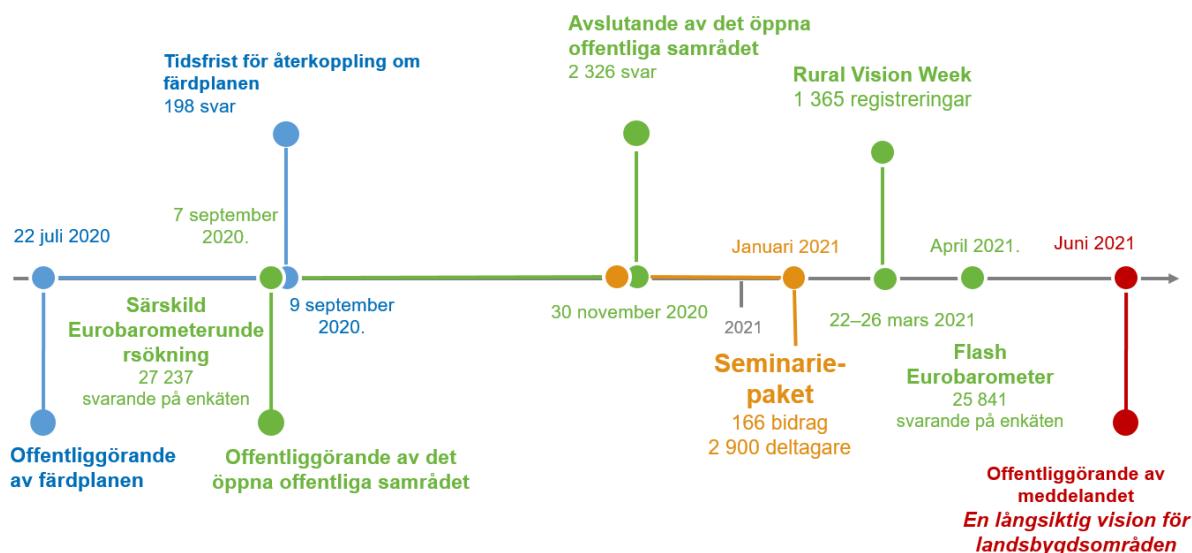 Avslutande av det öppna
offentliga samrådet
2 326 svar
Tidsfrist för återkoppling om
färdplanen
198 svar
Rural Vision Week
1 365 registreringar
22 juli 2020
7 september
2020.
Januari 2021
April 2021.
Juni 2021
Särskild
Eurobarometerunde
rsökning
27 237
svarande på enkäten
9 september
2020.
30 november 2020
2021
22–26 mars 2021
Seminarie-
paket
166 bidrag
2 900 deltagare
Flash
Eurobarometer
25 841
svarande på enkäten
Offentliggörande
av färdplanen
Offentliggörande av det
öppna offentliga samrådet
Offentliggörande av
meddelandet
En långsiktig vision för
landsbygdsområden